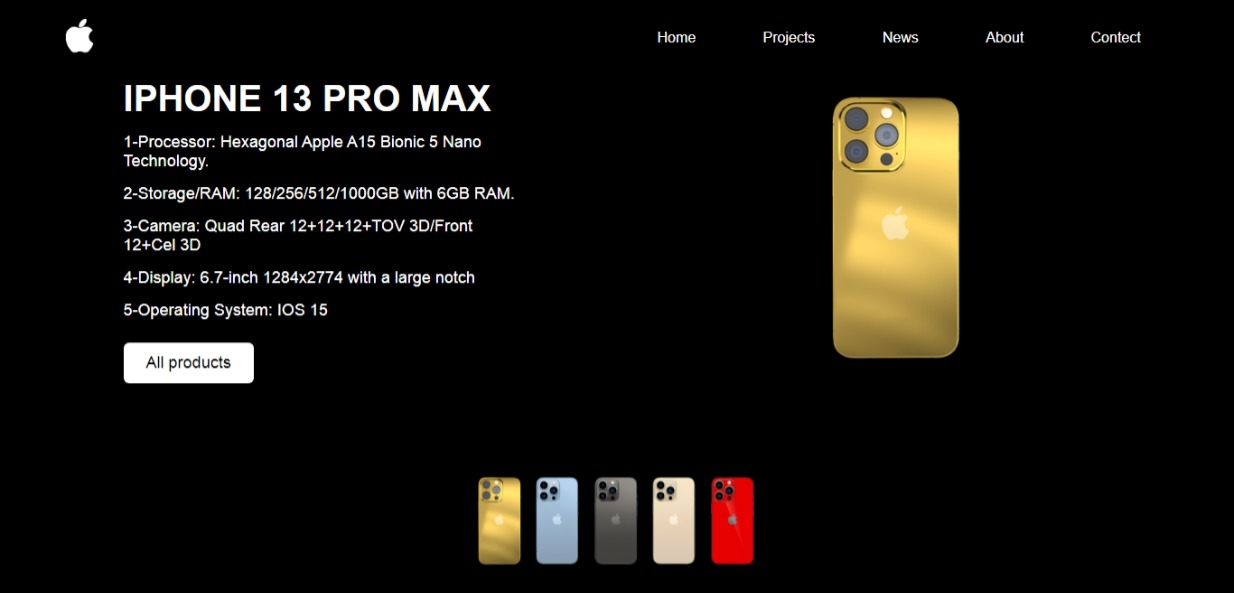 Home Projects News About Contect
IPHONE 13 PRO MAX
1-Processor: Hexagonal Apple A15 Bionic 5 Nano
Technology.
2-Storage/RAM: 128/256/512/1000GB with 6GB RAM.
3-Camera: Quad Rear 12+12+12+TOV 3D/Front
12+Cel 3D
4-Display: 6.7-inch 1284x2774 with a large notch
5-Operating System: IOS 15
All products